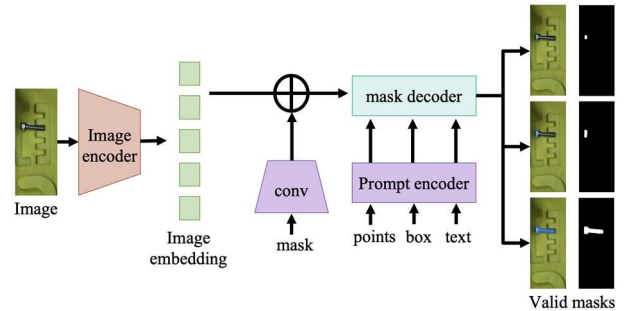 Image
Image
encoder
Image
embedding
conv
mask
mask decoder
Prompt encoder
points box text
Valid masks